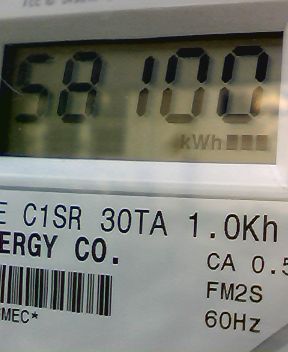 58100
kWh
E C1SR 30TA 1.0Kh
ERGY CO.
CA 0.5
FM2S
MEC*
60Hz